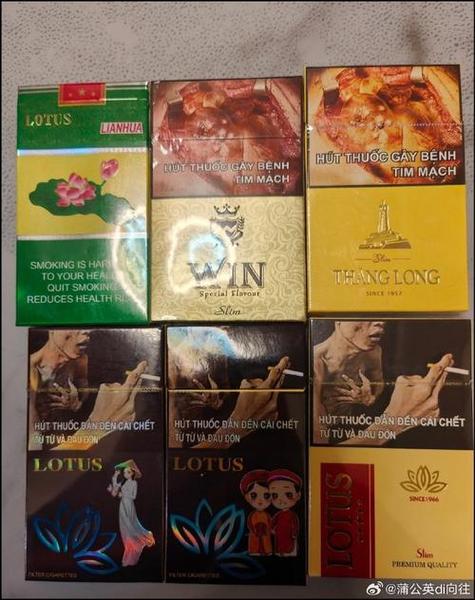 LOTUS
LIANHUA
SMOKING IS HAR
TO YOUR HEAL
QUIT SMOKING
REDUCES HEALTH RI
HÚT THUỐC GÂY BỆNH
TIM MẠCH
WIN
Special Flavour
Slim
HÚT THUỐC GÂY BỆNH
TIM MẠCH
Slim
THĂNG LONG
SINCE 1957
HÚT THUỐC DẪN ĐẾN CÁI CHẾT
TỪ TỪ VÀ ĐAU ĐỚN
LOTUS
FILTER CIGARETTES
HÚT THUỐC DẪN ĐẾN CÁI CHẾT
TỪ TỪ VÀ ĐAU ĐỚN
LOTUS
FILTER CIGARETTES
HÚT THUỐC DẪN ĐẾN CÁI CHẾT
TỪ TỪ VÀ ĐAU ĐỚN
LOTUS
SINCE 1966
Slim
PREMIUM QUALITY
@蒲公英di向往